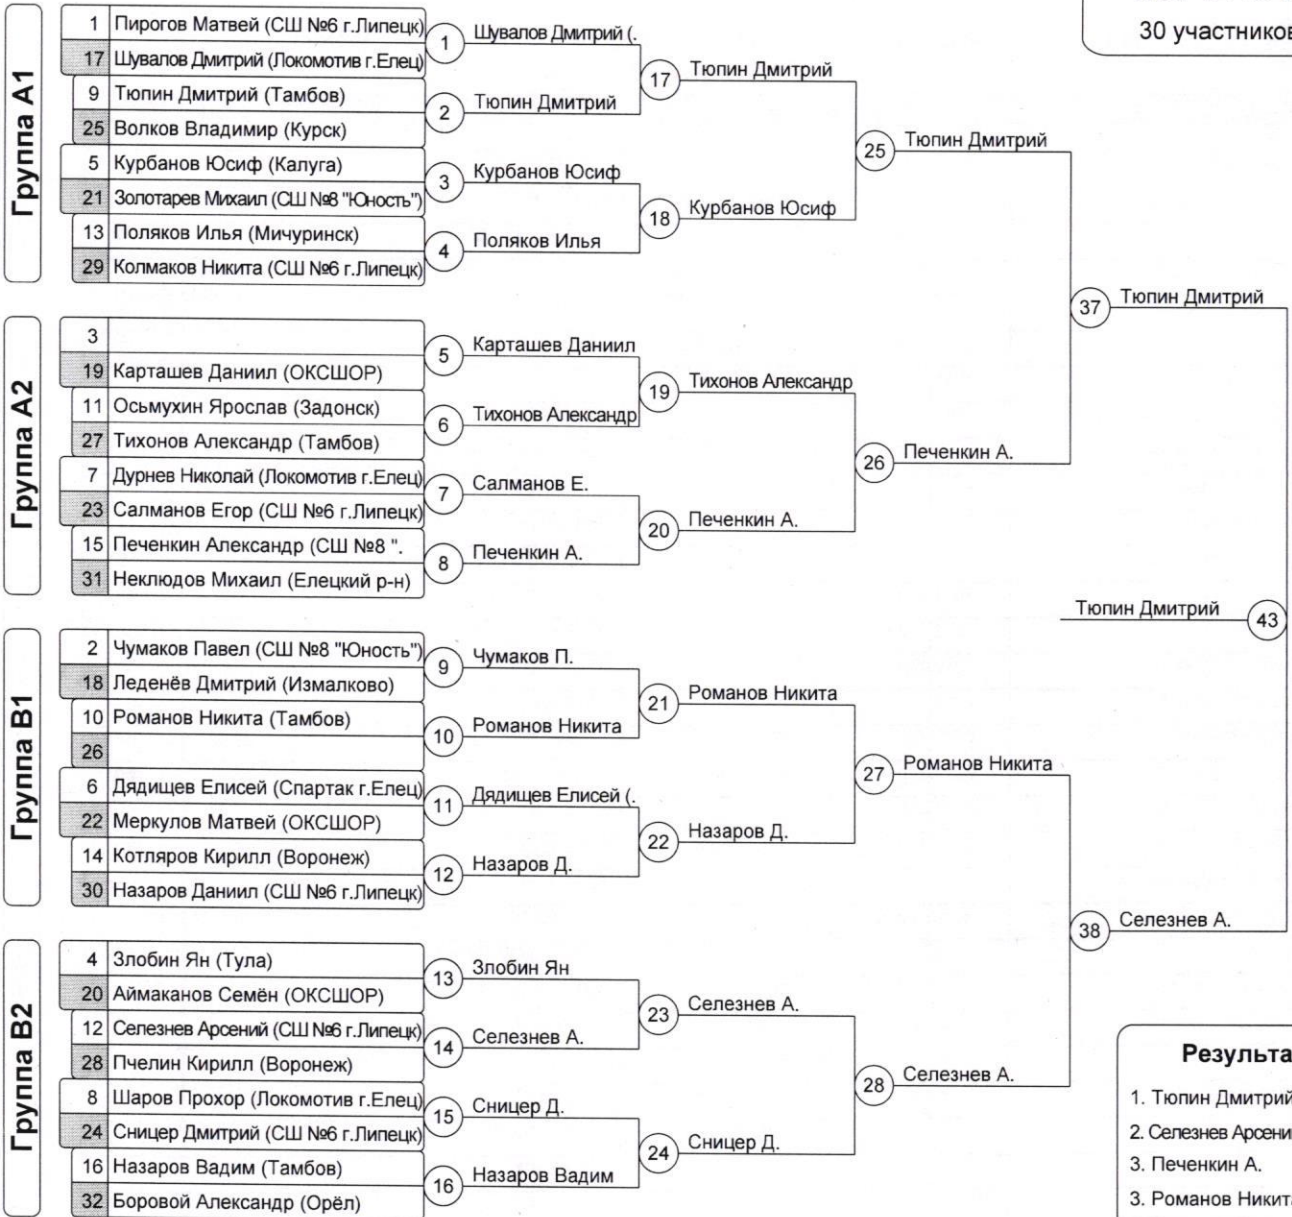 30 участников
Группа А1
1 Пирогов Матвей (СШ №6 г.Липецк)
17 Шувалов Дмитрий (Локомотив г.Елец)
9 Тюпин Дмитрий (Тамбов)
25 Волков Владимир (Курск)
5 Курбанов Юсиф (Калуга)
21 Золотарев Михаил (СШ №8 "Юность")
13 Поляков Илья (Мичуринск)
29 Колмаков Никита (СШ №6 г.Липецк)
1 Шувалов Дмитрий (.
2 Тюпин Дмитрий
3 Курбанов Юсиф
4 Поляков Илья
17 Тюпин Дмитрий
18 Курбанов Юсиф
25 Тюпин Дмитрий
Группа А2
3
19 Карташев Даниил (ОКСШОР)
11 Осьмухин Ярослав (Задонск)
27 Тихонов Александр (Тамбов)
7 Дурнев Николай (Локомотив г.Елец)
23 Салманов Егор (СШ №6 г.Липецк)
15 Печенкин Александр (СШ №8 ".
31 Неклюдов Михаил (Елецкий р-н)
5 Карташев Даниил
6 Тихонов Александр
7 Салманов Е.
8 Печенкин А.
19 Тихонов Александр
20 Печенкин А.
26 Печенкин А.
37 Тюпин Дмитрий
Тюпин Дмитрий 43
Группа В1
2 Чумаков Павел (СШ №8 "Юность")
18 Леденёв Дмитрий (Измалково)
10 Романов Никита (Тамбов)
26
6 Дядищев Елисей (Спартак г.Елец)
22 Меркулов Матвей (ОКСШОР)
14 Котляров Кирилл (Воронеж)
30 Назаров Даниил (СШ №6 г.Липецк)
9 Чумаков П.
10 Романов Никита
11 Дядищев Елисей (.
12 Назаров Д.
21 Романов Никита
22 Назаров Д.
27 Романов Никита
38 Селезнев А.
Группа В2
4 Злобин Ян (Тула)
20 Аймаканов Семён (ОКСШОР)
12 Селезнев Арсений (СШ №6 г.Липецк)
28 Пчелин Кирилл (Воронеж)
8 Шаров Прохор (Локомотив г.Елец)
24 Сницер Дмитрий (СШ №6 г.Липецк)
16 Назаров Вадим (Тамбов)
32 Боровой Александр (Орёл)
13 Злобин Ян
14 Селезнев А.
15 Сницер Д.
16 Назаров Вадим
23 Селезнев А.
24 Сницер Д.
28 Селезнев А.
Результа
1. Тюпин Дмитрий
2. Селезнев Арсени
3. Печенкин А.
3. Романов Никит